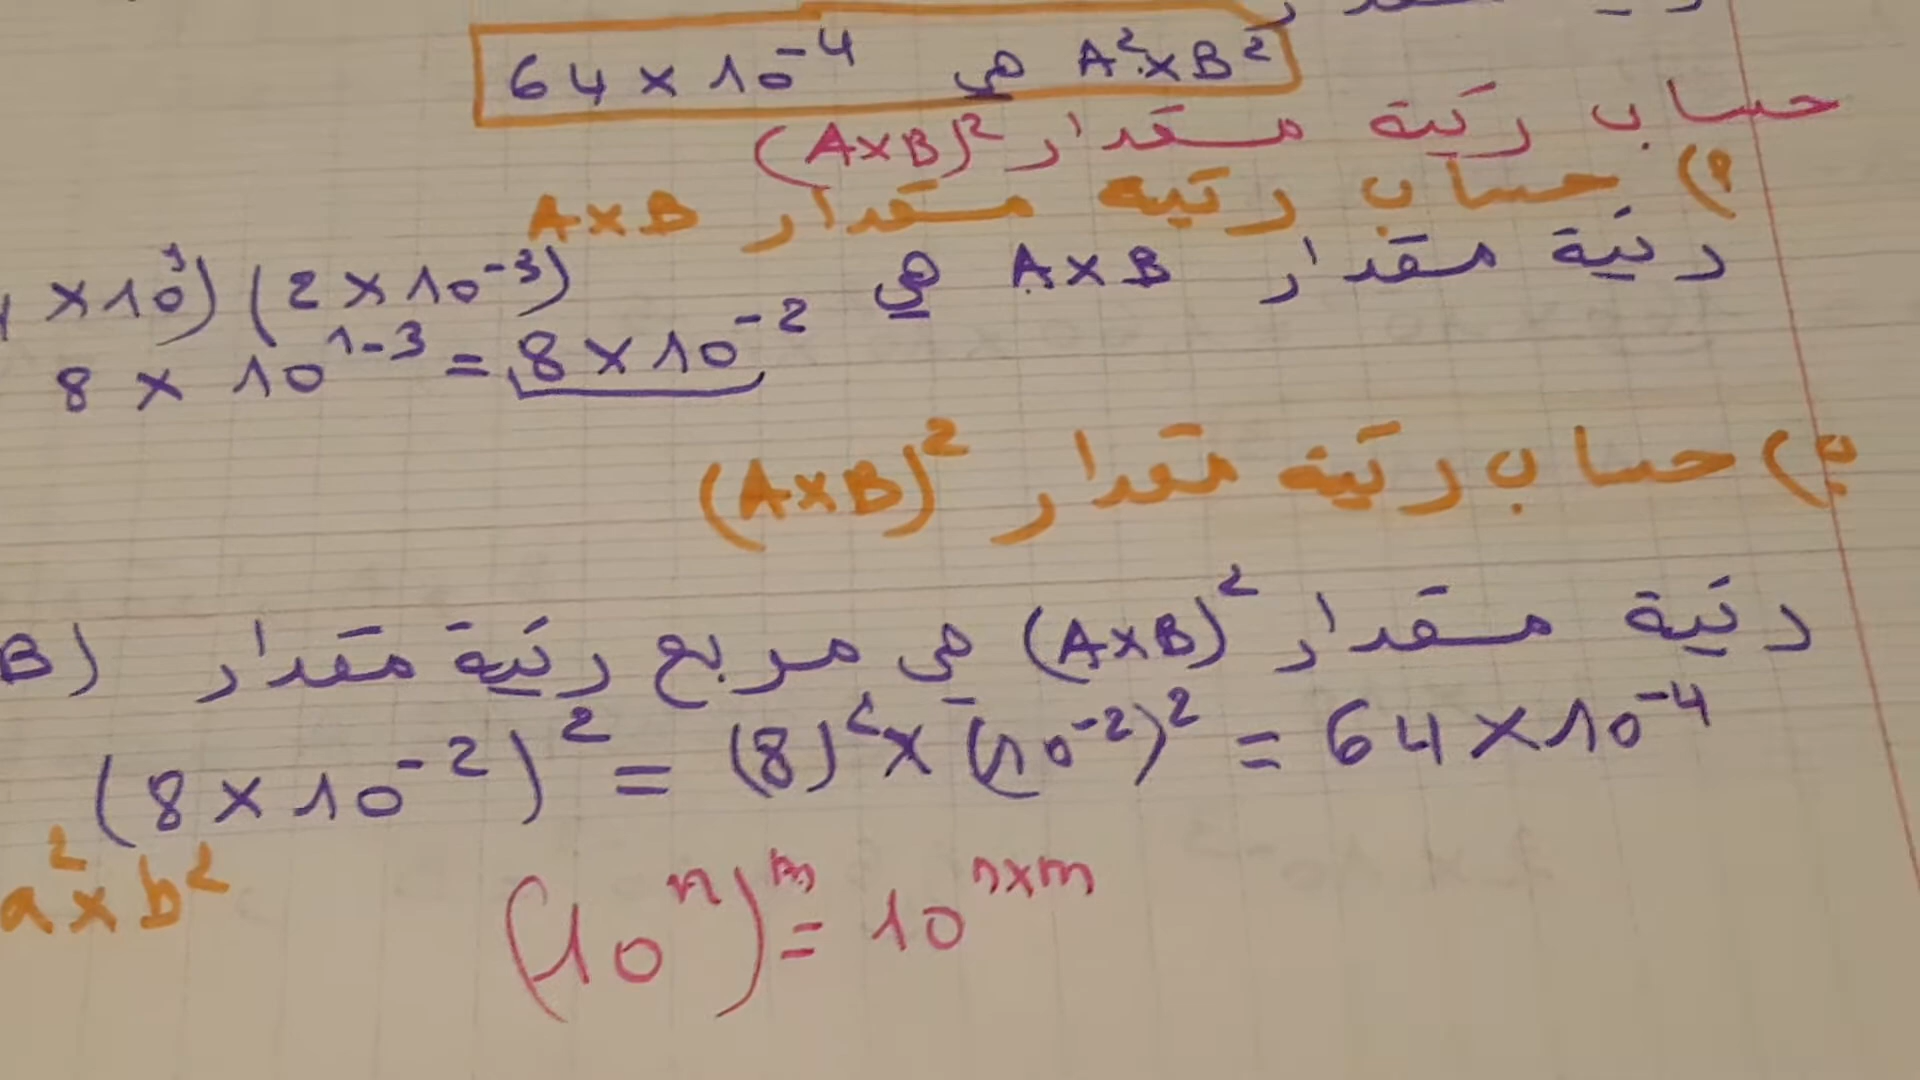 64 × 10⁻⁴ هي A² × B²
حساب رتبة مقدار (A×B)²
أ) حساب رتبة مقدار A×B
رتبة مقدار A×B هي
× 10³) (2 × 10⁻³)
8 × 10¹⁻³ = 8 × 10⁻²
ب) حساب رتبة مقدار (A×B)²
رتبة مقدار (A×B)² هي مربع رتبة مقدار B)
(8 × 10⁻²)² = (8)² × (10⁻²)² = 64 × 10⁻⁴
a² × b²
(10ⁿ)ᵐ = 10ⁿˣᵐ